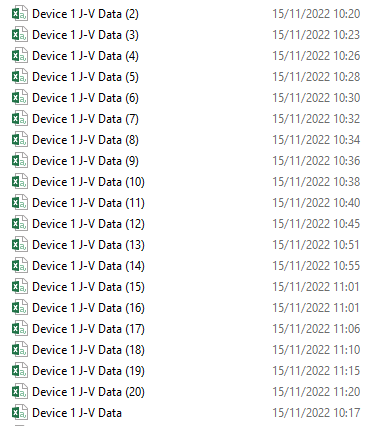 Device 1 J-V Data (2) 15/11/2022 10:20
Device 1 J-V Data (3) 15/11/2022 10:23
Device 1 J-V Data (4) 15/11/2022 10:26
Device 1 J-V Data (5) 15/11/2022 10:28
Device 1 J-V Data (6) 15/11/2022 10:30
Device 1 J-V Data (7) 15/11/2022 10:32
Device 1 J-V Data (8) 15/11/2022 10:34
Device 1 J-V Data (9) 15/11/2022 10:36
Device 1 J-V Data (10) 15/11/2022 10:38
Device 1 J-V Data (11) 15/11/2022 10:40
Device 1 J-V Data (12) 15/11/2022 10:45
Device 1 J-V Data (13) 15/11/2022 10:51
Device 1 J-V Data (14) 15/11/2022 10:55
Device 1 J-V Data (15) 15/11/2022 11:01
Device 1 J-V Data (16) 15/11/2022 11:01
Device 1 J-V Data (17) 15/11/2022 11:06
Device 1 J-V Data (18) 15/11/2022 11:10
Device 1 J-V Data (19) 15/11/2022 11:15
Device 1 J-V Data (20) 15/11/2022 11:20
Device 1 J-V Data 15/11/2022 10:17